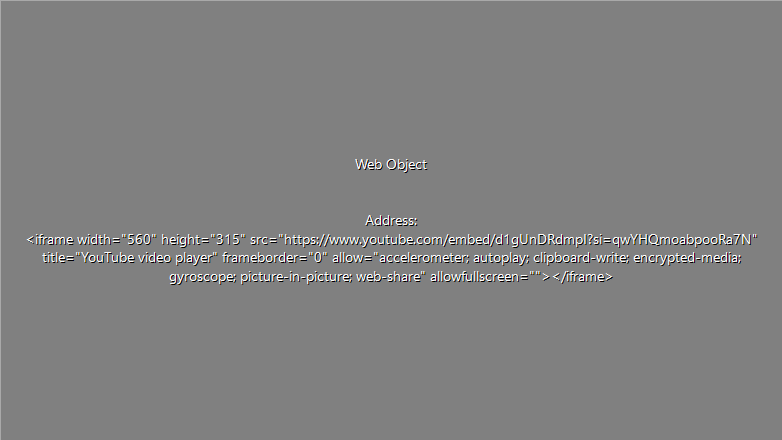 Web Object
Address:
<iframe width="560" height="315" src="https://www.youtube.com/embed/d1gUnDRdmpI?si=qwYHQmoabpooRa7N"
title="YouTube video player" frameborder="0" allow="accelerometer; autoplay; clipboard-write; encrypted-media;
gyroscope; picture-in-picture; web-share" allowfullscreen=""></iframe>